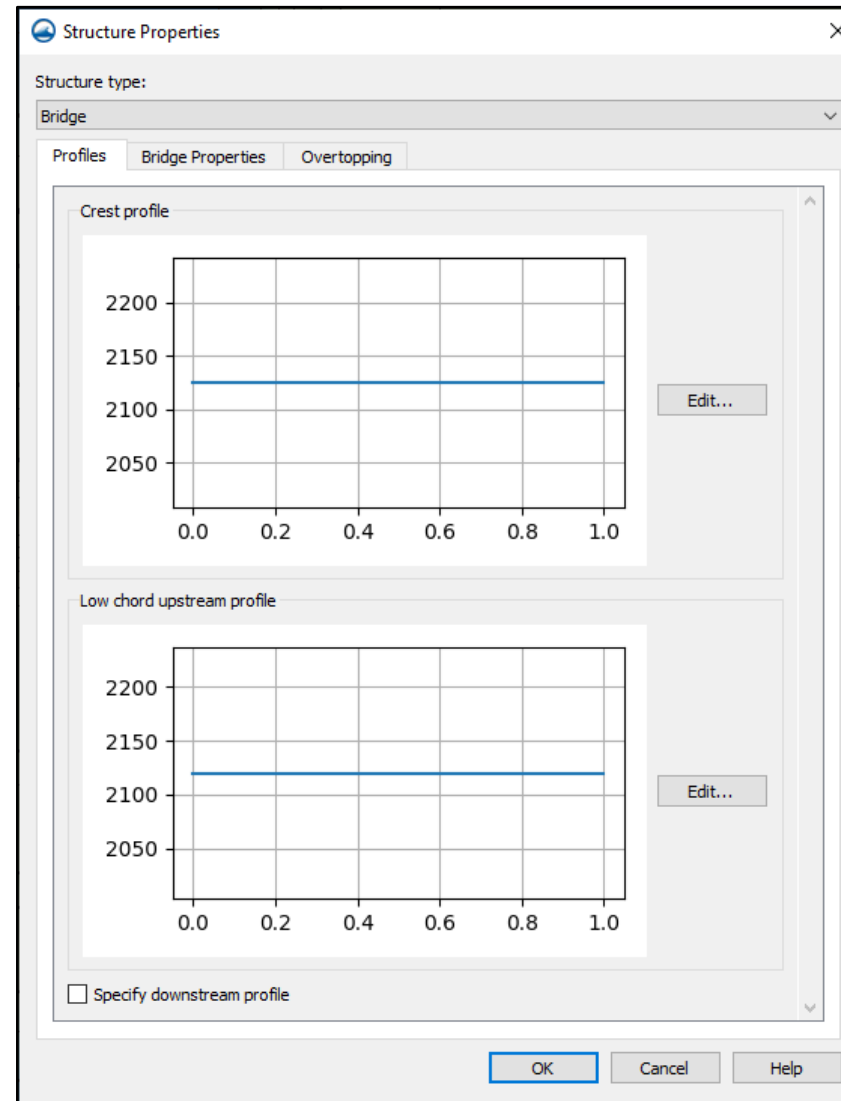 Structure Properties
Structure type:
Bridge
Profiles Bridge Properties Overtopping
Crest profile
2200
2150
2100
2050
0.0 0.2 0.4 0.6 0.8 1.0
Edit...
Low chord upstream profile
2200
2150
2100
2050
0.0 0.2 0.4 0.6 0.8 1.0
Edit...
Specify downstream profile
OK Cancel Help